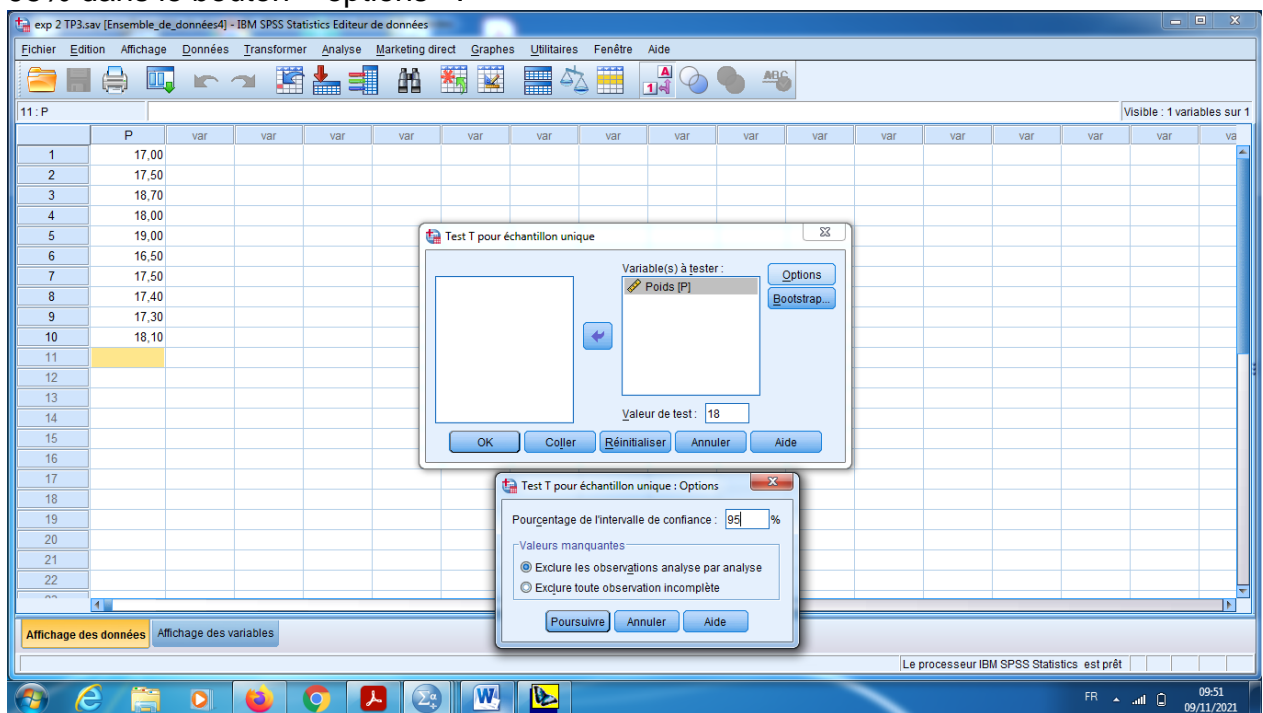 95% dans le bouton « options ».
exp 2 TP3.sav [Ensemble_de_données4] - IBM SPSS Statistics Editeur de données
Fichier Edition Affichage Données Transformer Analyse Marketing direct Graphes Utilitaires Fenêtre Aide
11 : P
Visible : 1 variables sur 1
P var var var var var var var var var var var var var var va
1 17,00
2 17,50
3 18,70
4 18,00
5 19,00
6 16,50
7 17,50
8 17,40
9 17,30
10 18,10
11
12
13
14
15
16
17
18
19
20
21
22
Test T pour échantillon unique
Variable(s) à tester :
Poids [P]
Options
Bootstrap...
Valeur de test : 18
OK Coller Réinitialiser Annuler Aide
Test T pour échantillon unique : Options
Pourcentage de l'intervalle de confiance : 95 %
Valeurs manquantes
Exclure les observations analyse par analyse
Exclure toute observation incomplète
Poursuivre Annuler Aide
Affichage des données Affichage des variables
Le processeur IBM SPSS Statistics est prêt
FR
09:51
09/11/2021